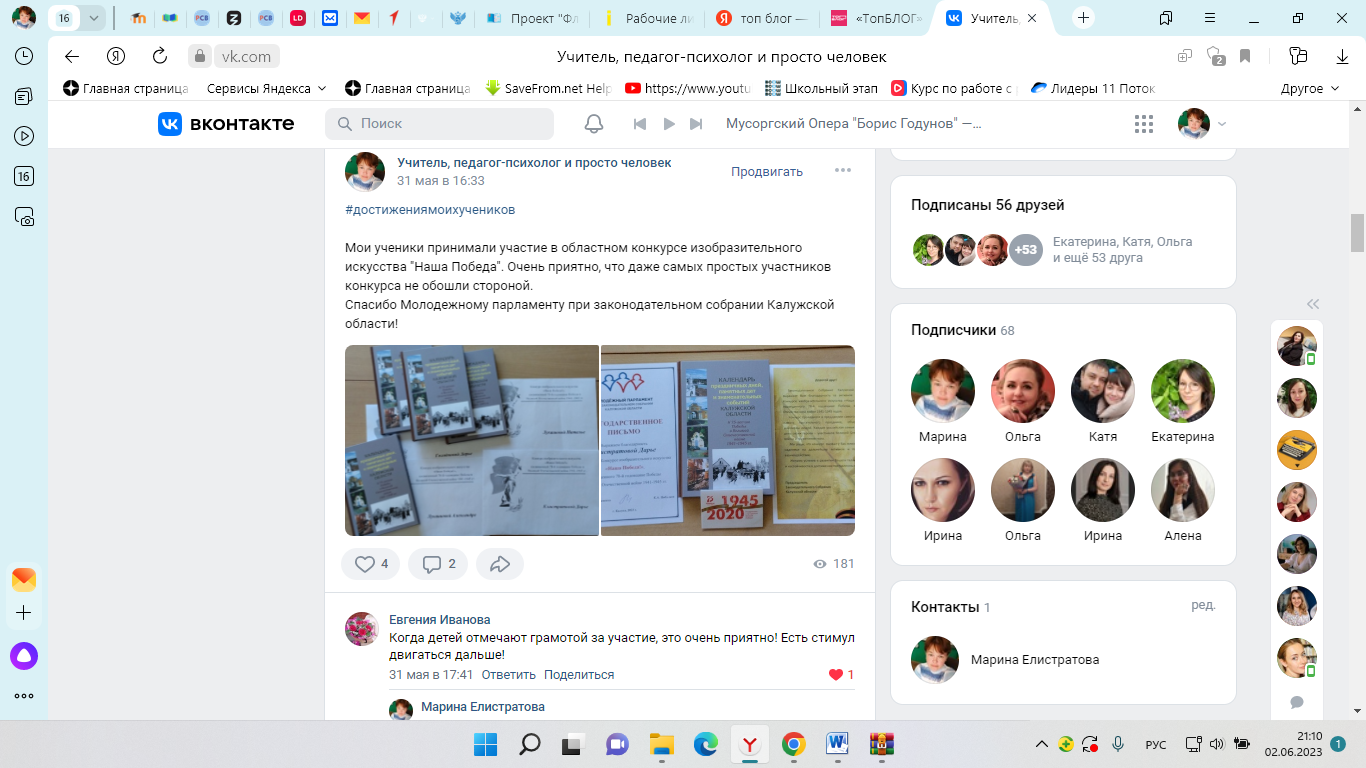 16
Проект "Фл
Рабочие ли
топ блог —
«ТопБЛОГ»
Учитель,
vk.com
Учитель, педагог-психолог и просто человек
2
Главная страница
Сервисы Яндекса
Главная страница
SaveFrom.net Help
https://www.youtu
Школьный этап
Курс по работе с
Лидеры 11 Поток
Другое
вконтакте
Поиск
Мусоргский Опера "Борис Годунов" —...
Учитель, педагог-психолог и просто человек
31 мая в 16:33
Продвигать
#достижениямоихучеников
Мои ученики принимали участие в областном конкурсе изобразительного
искусства "Наша Победа". Очень приятно, что даже самых простых участников
конкурса не обошли стороной.
Спасибо Молодежному парламенту при законодательном собрании Калужской
области!
КАЛЕНДАРЬ
КАЛУЖСКОЙ
ОБЛАСТИ
ПИСЬМО
1945
2020
4
2
181
Евгения Иванова
Когда детей отмечают грамотой за участие, это очень приятно! Есть стимул
двигаться дальше!
31 мая в 17:41 Ответить Поделиться
1
Марина Елистратова
Подписаны 56 друзей
+53
Екатерина, Катя, Ольга
и ещё 53 друга
Подписчики 68
Марина
Ольга
Катя
Екатерина
Ирина
Ольга
Ирина
Алена
Контакты 1
ред.
Марина Елистратова
16
РУС
21:10
02.06.2023
1